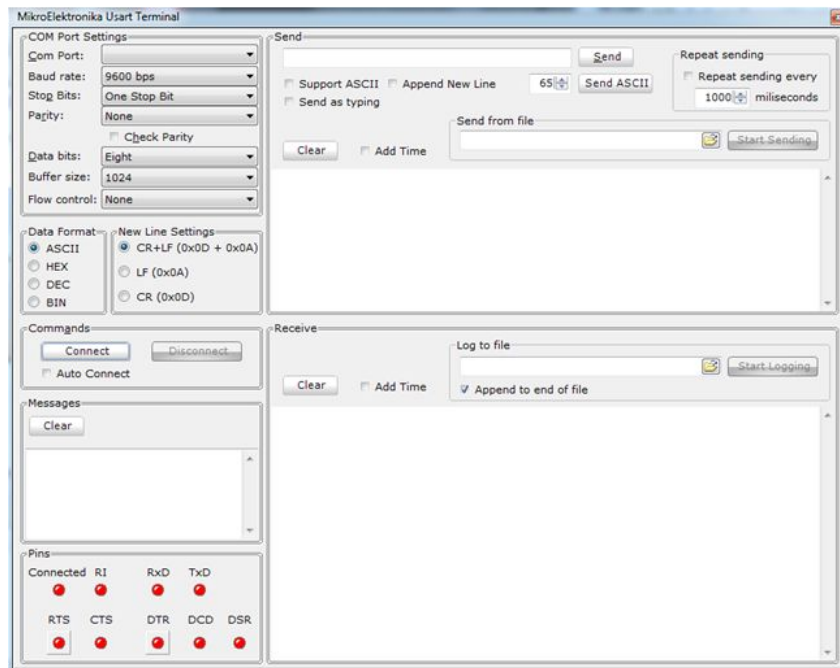 MikroElektronika Usart Terminal
COM Port Settings
Com Port:
Baud rate: 9600 bps
Stop Bits: One Stop Bit
Parity: None
Check Parity
Data bits: Eight
Buffer size: 1024
Flow control: None
Data Format
ASCII
HEX
DEC
BIN
New Line Settings
CR+LF (0x0D + 0x0A)
LF (0x0A)
CR (0x0D)
Commands
Connect Disconnect
Auto Connect
Messages
Clear
Pins
Connected RI RxD TxD
RTS CTS DTR DCD DSR
Send
Send
Support ASCII Append New Line 65 Send ASCII
Send as typing
Repeat sending
Repeat sending every
1000 miliseconds
Send from file
Start Sending
Clear Add Time
Receive
Log to file
Start Logging
Clear Add Time
Append to end of file